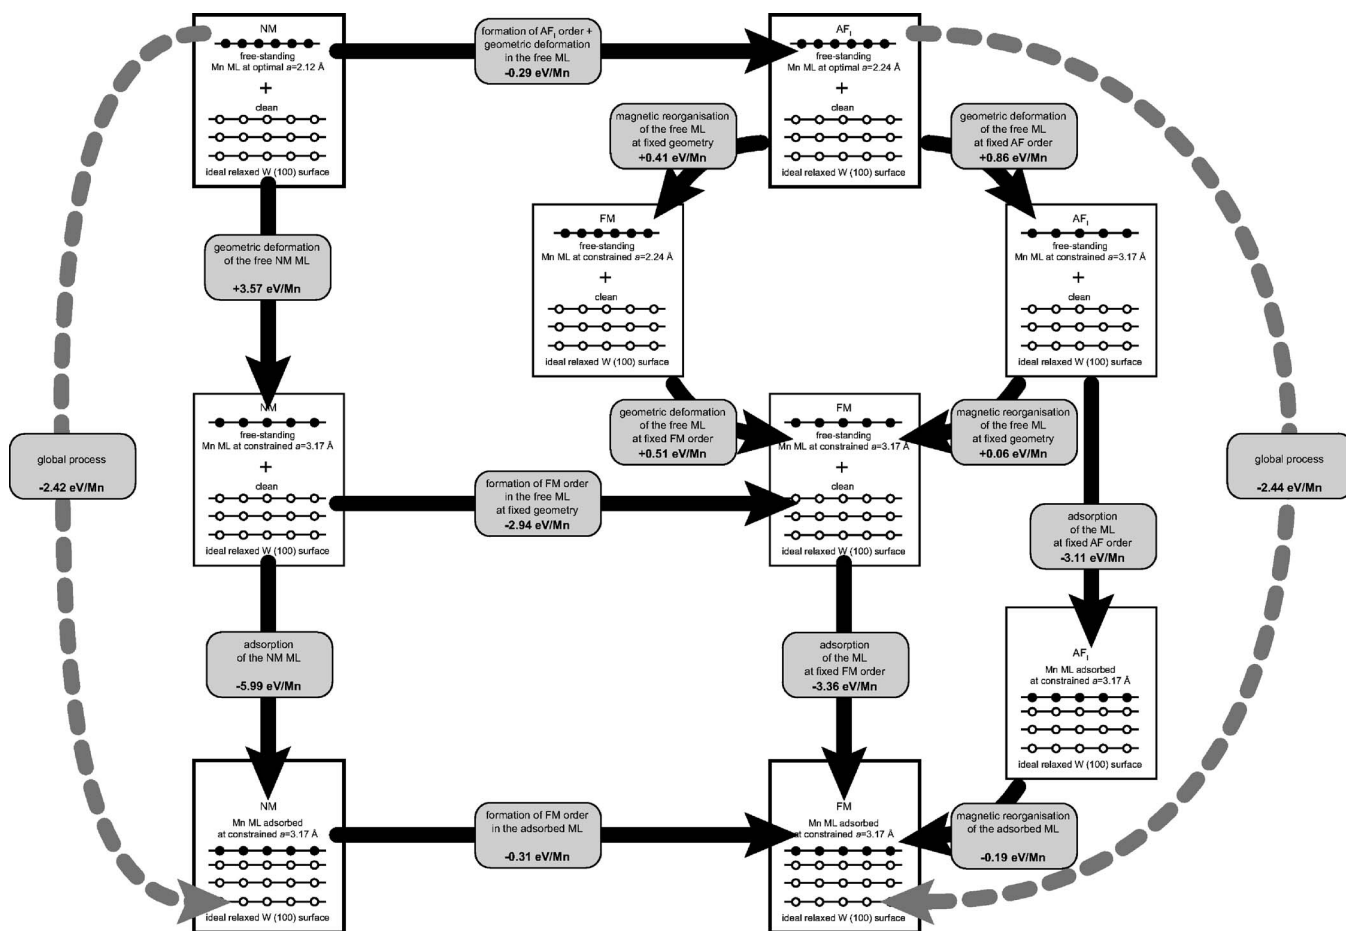 NM
free-standing
Mn ML at optimal a=2.12 Å
+
clean
ideal relaxed W (100) surface
formation of AFI order +
geometric deformation
in the free ML
-0.29 eV/Mn
AFI
free-standing
Mn ML at optimal a=2.24 Å
+
clean
ideal relaxed W (100) surface
magnetic reorganisation
of the free ML
at fixed geometry
+0.41 eV/Mn
geometric deformation
of the free ML
at fixed AF order
+0.86 eV/Mn
geometric deformation
of the free NM ML
+3.57 eV/Mn
FM
free-standing
Mn ML at constrained a=2.24 Å
+
clean
ideal relaxed W (100) surface
AFI
free-standing
Mn ML at constrained a=3.17 Å
+
clean
ideal relaxed W (100) surface
global process
-2.42 eV/Mn
NM
free-standing
Mn ML at constrained a=3.17 Å
+
clean
ideal relaxed W (100) surface
geometric deformation
of the free ML
at fixed FM order
+0.51 eV/Mn
FM
free-standing
Mn ML at constrained a=3.17 Å
+
clean
ideal relaxed W (100) surface
magnetic reorganisation
of the free ML
at fixed geometry
+0.06 eV/Mn
global process
-2.44 eV/Mn
formation of FM order
in the free ML
at fixed geometry
-2.94 eV/Mn
adsorption
of the ML
at fixed AF order
-3.11 eV/Mn
adsorption
of the NM ML
-5.99 eV/Mn
adsorption
of the ML
at fixed FM order
-3.36 eV/Mn
AFI
Mn ML adsorbed
at constrained a=3.17 Å
ideal relaxed W (100) surface
NM
Mn ML adsorbed
at constrained a=3.17 Å
ideal relaxed W (100) surface
formation of FM order
in the adsorbed ML
-0.31 eV/Mn
FM
Mn ML adsorbed
at constrained a=3.17 Å
ideal relaxed W (100) surface
magnetic reorganisation
of the adsorbed ML
-0.19 eV/Mn